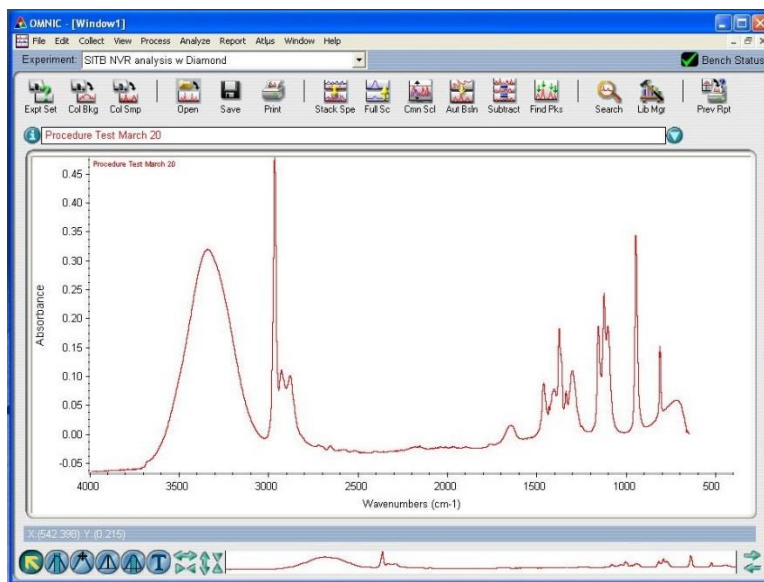 OMNIC - [Window1]
File Edit Collect View Process Analyze Report Atlµs Window Help
Experiment: SITB NVR analysis w Diamond
Bench Status
Expt Set Col Bkg Col Smp Open Save Print Stack Spe Full Sc Cmn Scl Aut Bsln Subtract Find Pks Search Lib Mgr Prev Rpt
Procedure Test March 20
Procedure Test March 20
0.45
0.40
0.35
0.30
0.25
0.20
0.15
0.10
0.05
0.00
-0.05
Absorbance
4000 3500 3000 2500 2000 1500 1000 500
Wavenumbers (cm-1)
X:(542.398) Y:(0.215)
T